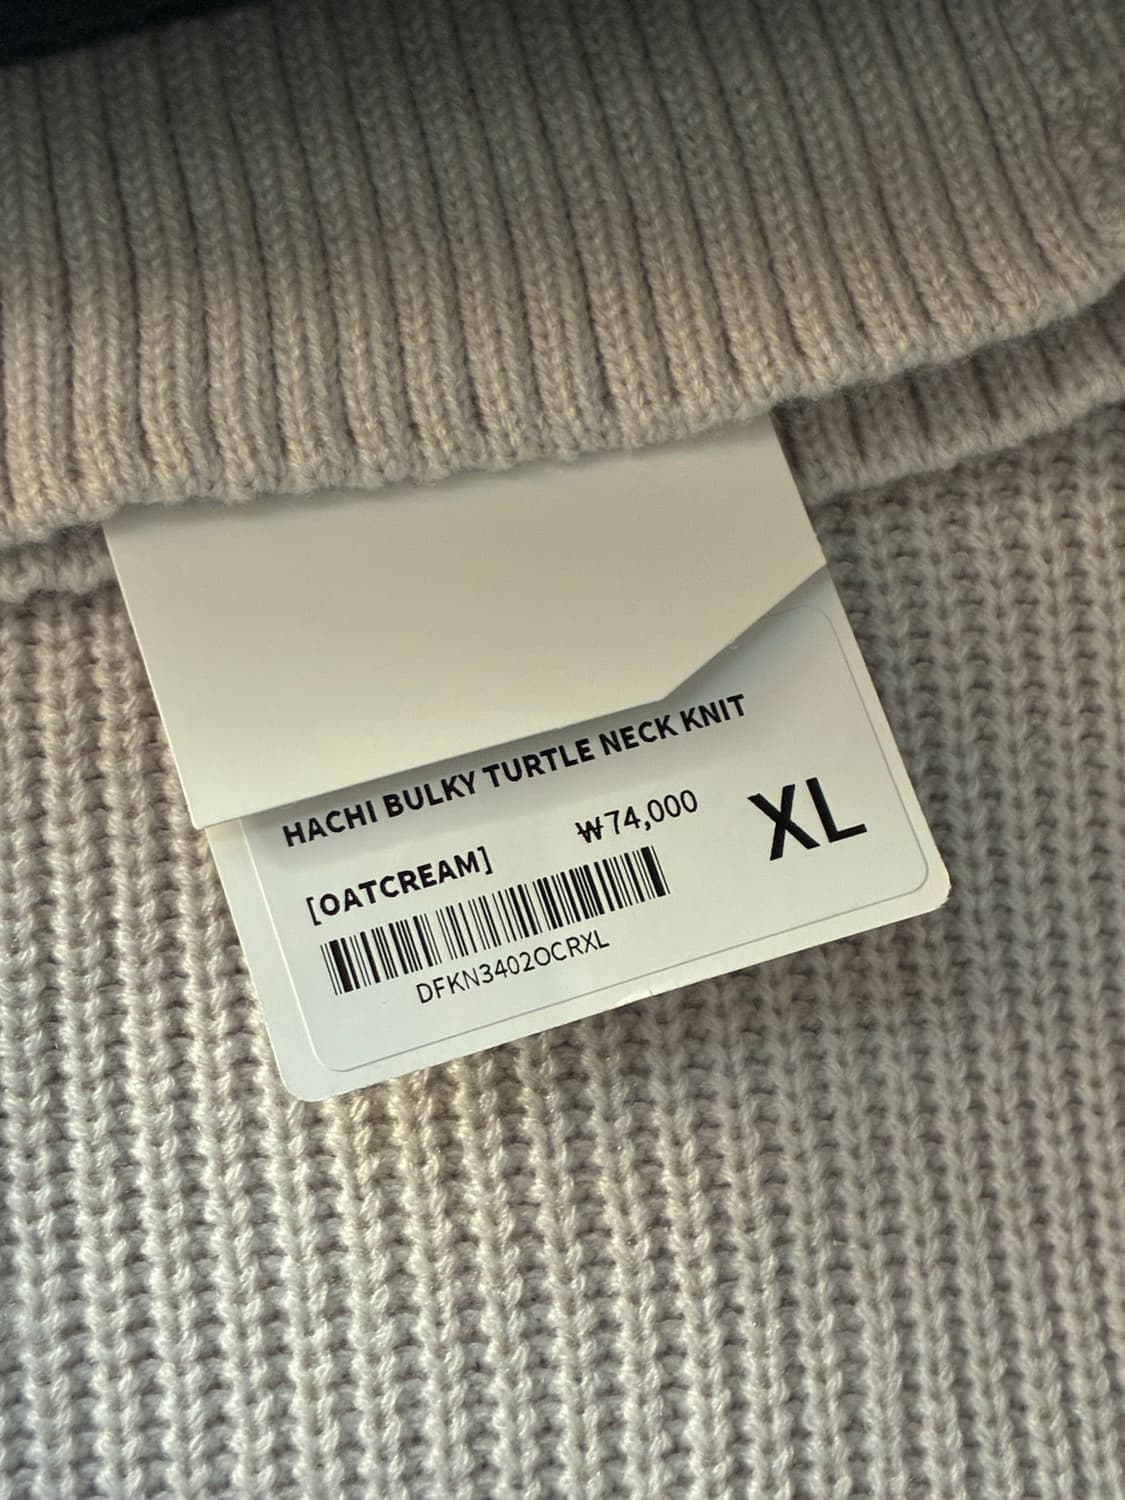 HACHI BULKY TURTLE NECK KNIT
[OATCREAM]
₩74,000
XL
DFKN3402OCRXL